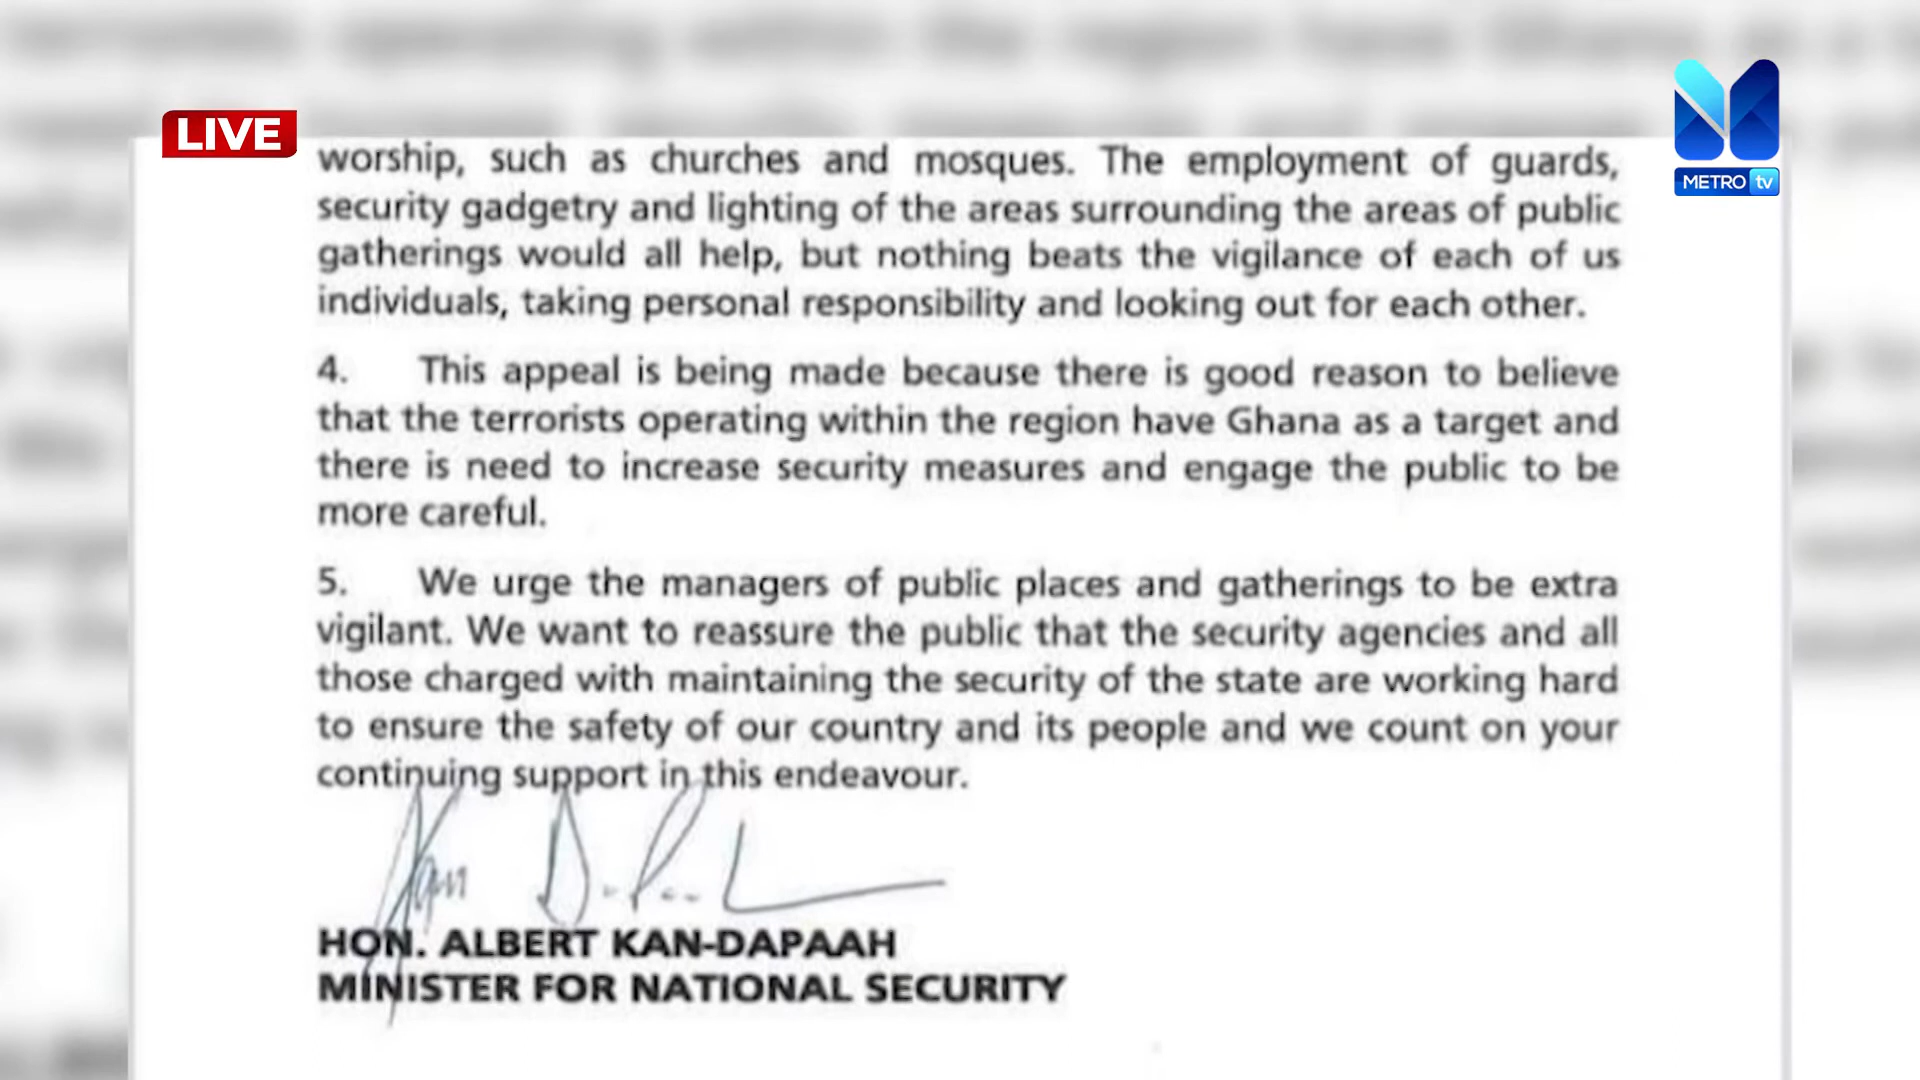 LIVE
METRO tv
worship, such as churches and mosques. The employment of guards,
security gadgetry and lighting of the areas surrounding the areas of public
gatherings would all help, but nothing beats the vigilance of each of us
individuals, taking personal responsibility and looking out for each other.
4. This appeal is being made because there is good reason to believe
that the terrorists operating within the region have Ghana as a target and
there is need to increase security measures and engage the public to be
more careful.
5. We urge the managers of public places and gatherings to be extra
vigilant. We want to reassure the public that the security agencies and all
those charged with maintaining the security of the state are working hard
to ensure the safety of our country and its people and we count on your
continuing support in this endeavour.
HON. ALBERT KAN-DAPAAH
MINISTER FOR NATIONAL SECURITY